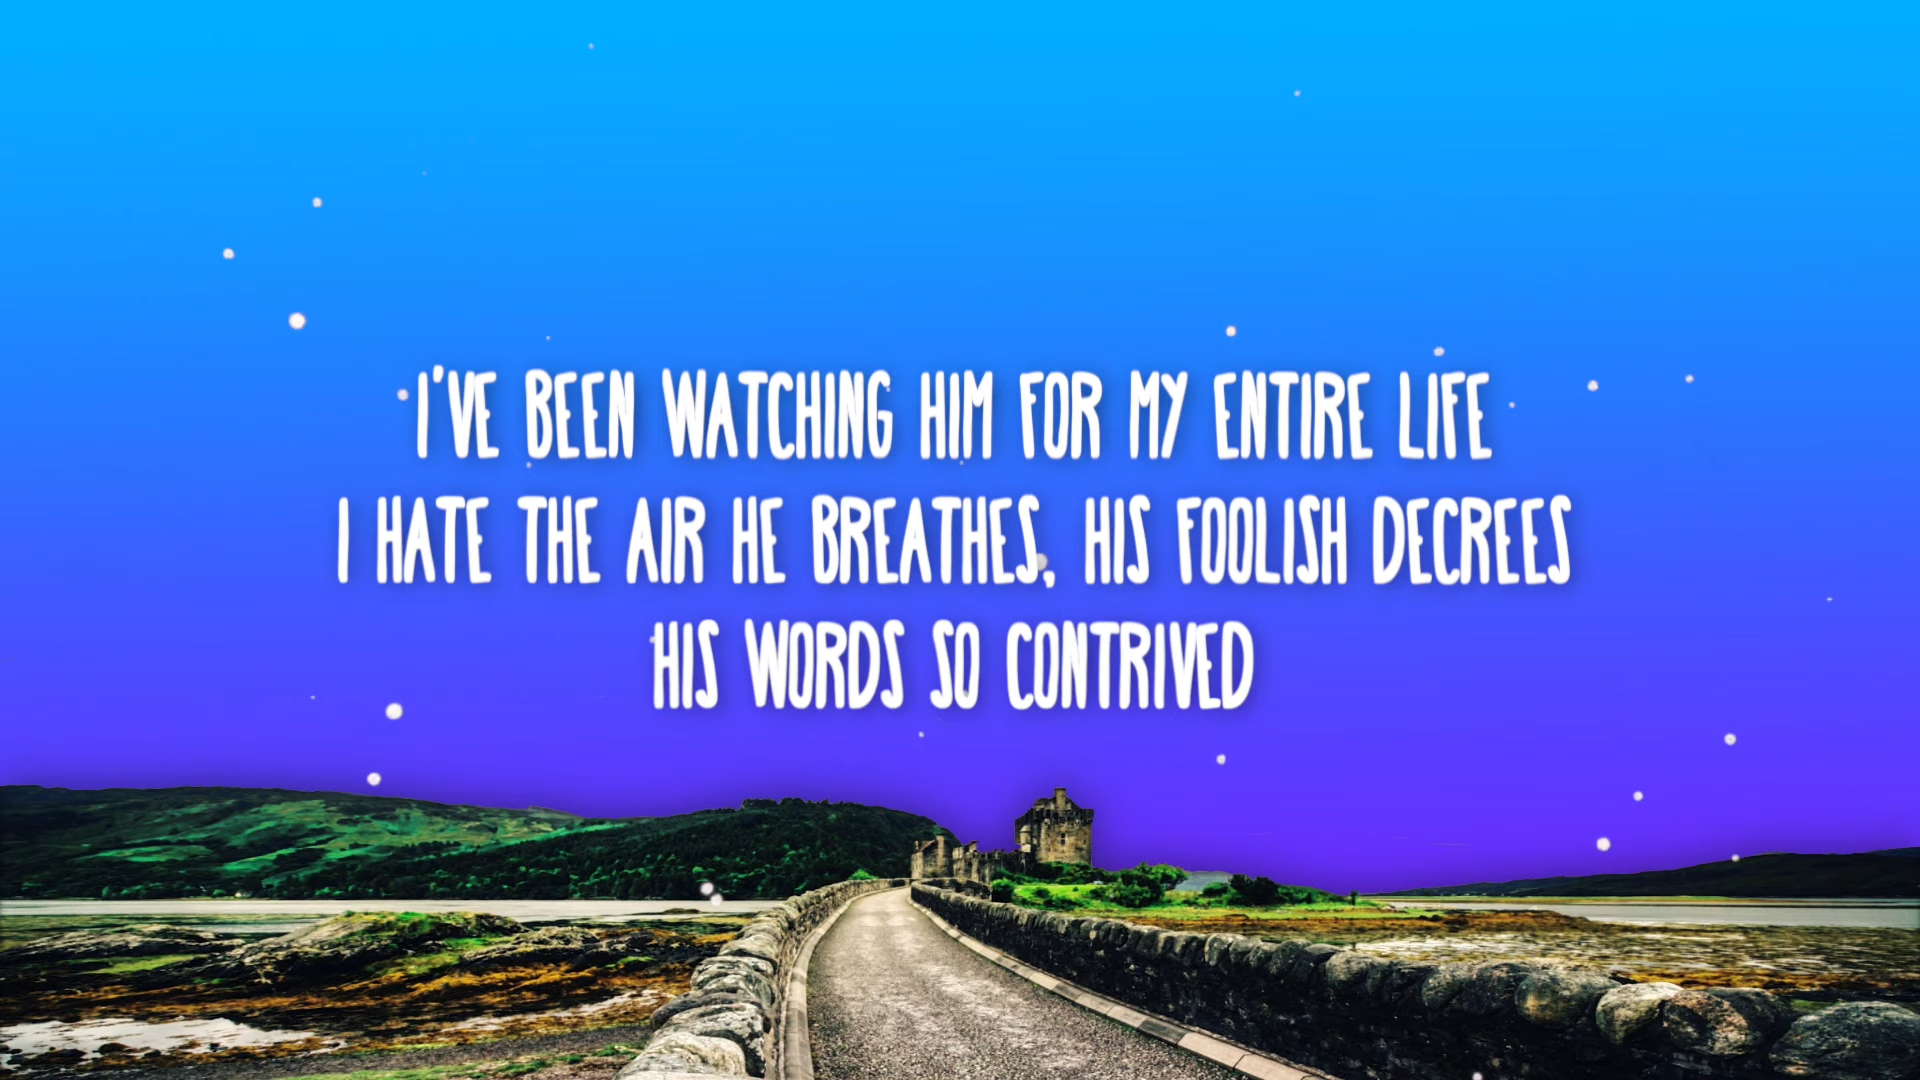 I'VE BEEN WATCHING HIM FOR MY ENTIRE LIFE
I HATE THE AIR HE BREATHES, HIS FOOLISH DECREES
HIS WORDS SO CONTRIVED